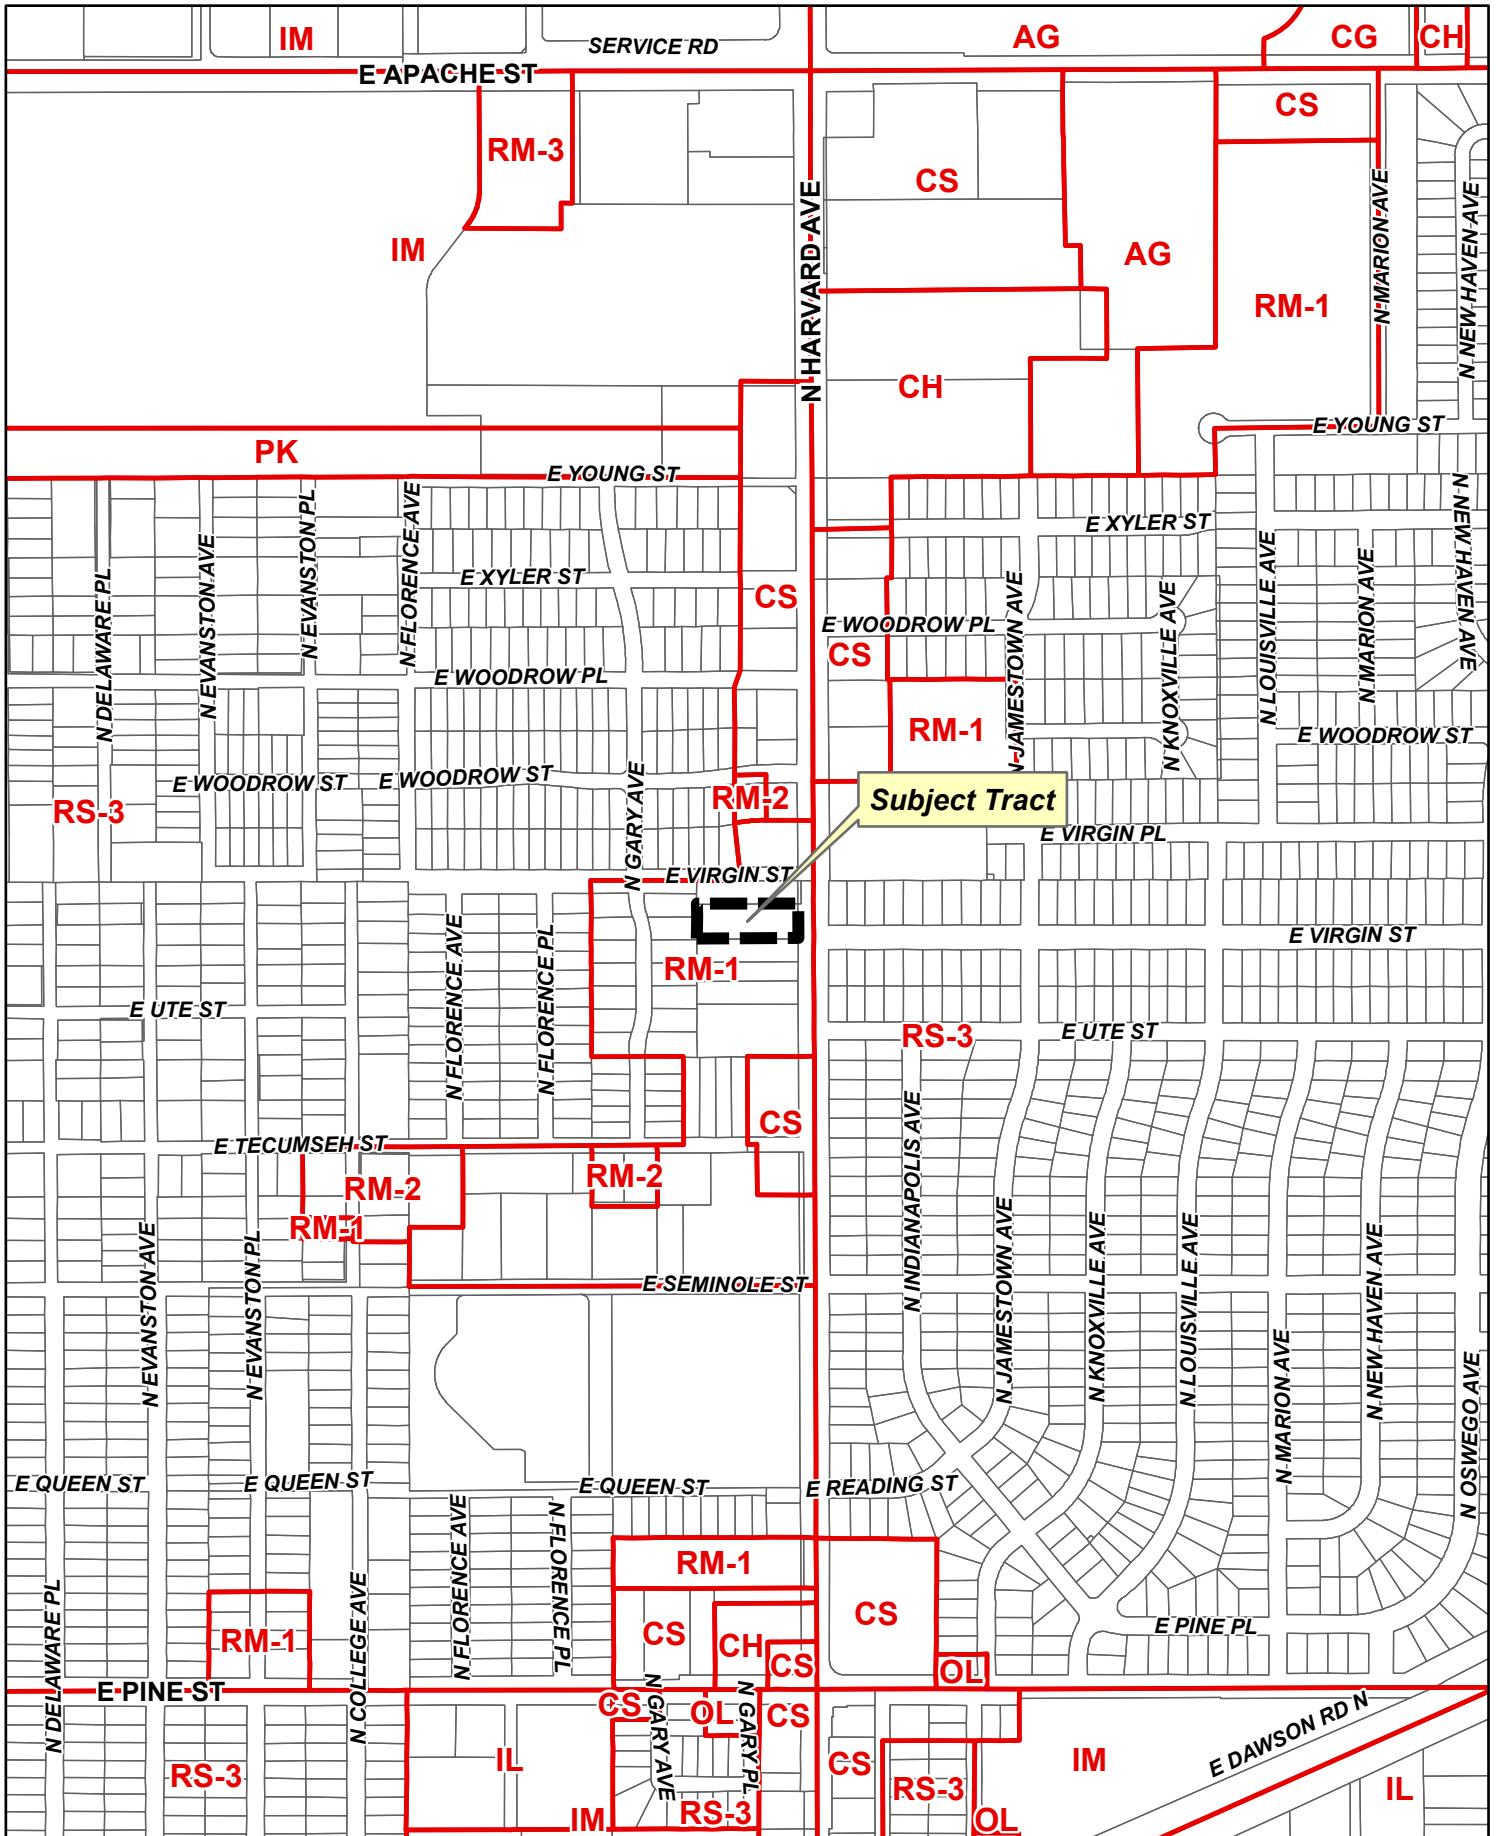 IM
SERVICE RD
AG
CG
CH
E APACHE ST
CS
RM-3
CS
N MARION AVE
N NEW HAVEN AVE
N HARVARD AVE
IM
AG
RM-1
CH
E YOUNG ST
PK
E YOUNG ST
N NEW HAVEN AVE
N FLORENCE AVE
N EVANSTON PL
E XYLER ST
N EVANSTON AVE
N DELAWARE PL
E XYLER ST
CS
N JAMESTOWN AVE
N KNOXVILLE AVE
N LOUISVILLE AVE
N MARION AVE
E WOODROW PL
CS
E WOODROW PL
RM-1
E WOODROW ST
E WOODROW ST
E WOODROW ST
N GARY AVE
RM-2
Subject Tract
RS-3
E VIRGIN PL
E VIRGIN ST
N FLORENCE AVE
N FLORENCE PL
E VIRGIN ST
RM-1
E UTE ST
RS-3
E UTE ST
CS
N INDIANAPOLIS AVE
E TECUMSEH ST
RM-2
RM-2
RM-1
N EVANSTON AVE
N EVANSTON PL
N JAMESTOWN AVE
N KNOXVILLE AVE
N LOUISVILLE AVE
N MARION AVE
N NEW HAVEN AVE
N OSWEGO AVE
E SEMINOLE ST
E QUEEN ST
E QUEEN ST
E QUEEN ST
E READING ST
N FLORENCE AVE
N FLORENCE PL
RM-1
N DELAWARE PL
N COLLEGE AVE
RM-1
CS
CH
CS
CS
E PINE PL
OL
E PINE ST
CS
N GARY AVE
OL
N GARY PL
CS
E DAWSON RD N
RS-3
IL
CS
RS-3
IM
IL
IM
RS-3
OL